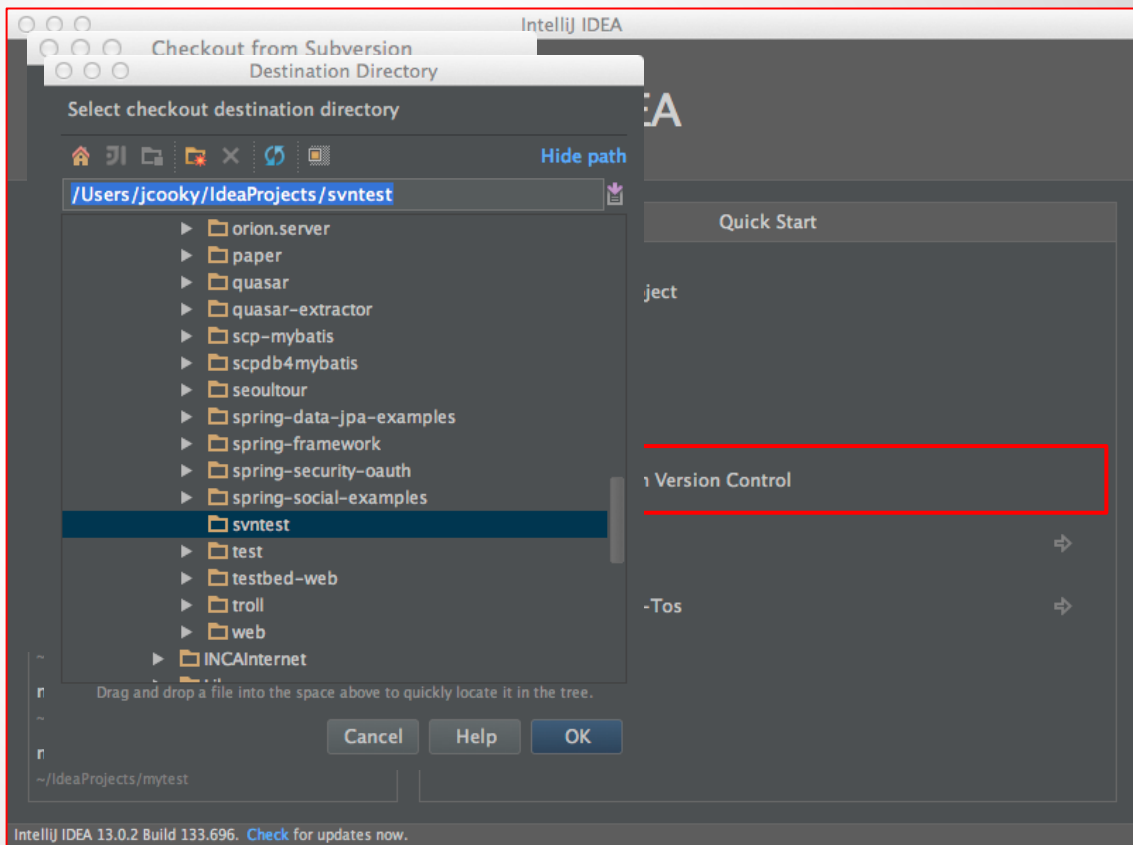 IntelliJ IDEA
Checkout from Subversion
Destination Directory
Select checkout destination directory
Hide path
/Users/jcooky/IdeaProjects/svntest
orion.server
paper
quasar
quasar-extractor
scp-mybatis
scpdb4mybatis
seoultour
spring-data-jpa-examples
spring-framework
spring-security-oauth
spring-social-examples
svntest
test
testbed-web
troll
web
INCAInternet
Drag and drop a file into the space above to quickly locate it in the tree.
Cancel Help OK
EA
Quick Start
ject
n Version Control
-Tos
~
n
~
n
~/IdeaProjects/mytest
IntelliJ IDEA 13.0.2 Build 133.696. Check for updates now.